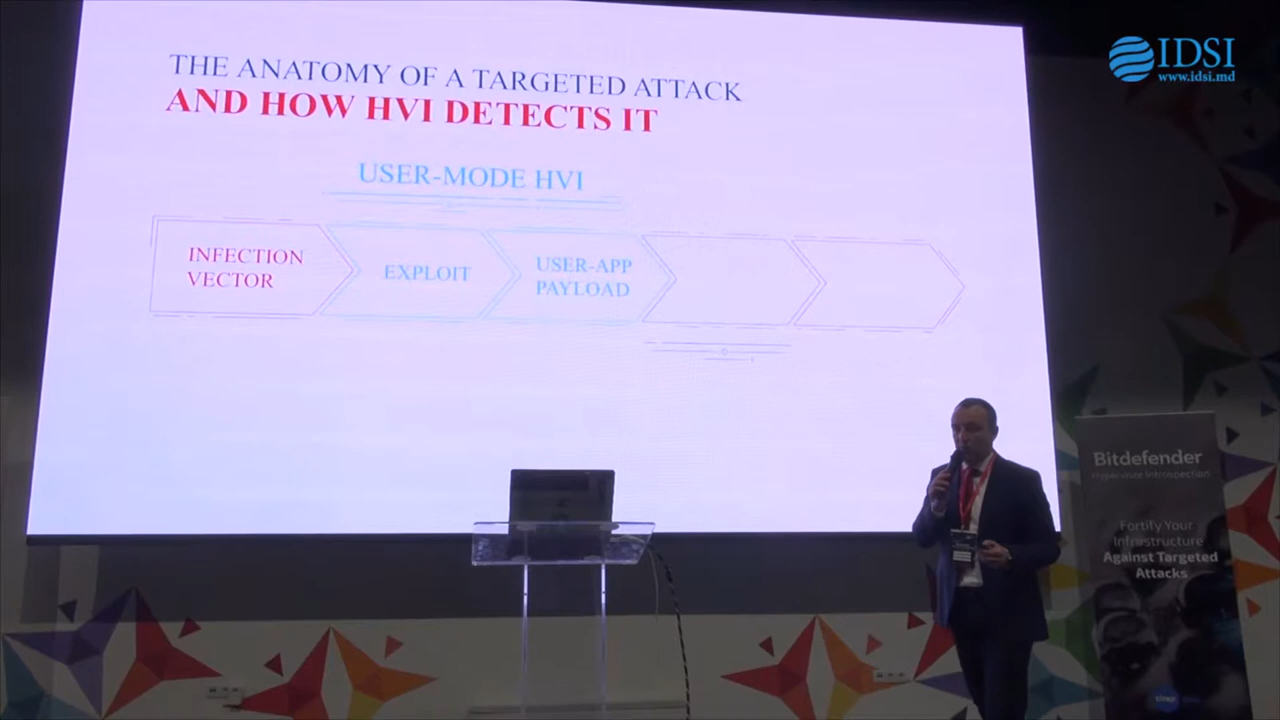 THE ANATOMY OF A TARGETED ATTACK
AND HOW HVI DETECTS IT
USER-MODE HVI
INFECTION
VECTOR
EXPLOIT
USER-APP
PAYLOAD
IDSI
www.idsi.md
Bitdefender
Hypervisor Introspection
Fortify Your
Infrastructure
Against Targeted
Attacks